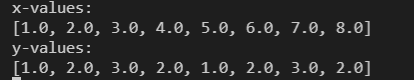 x-values:
[1.0, 2.0, 3.0, 4.0, 5.0, 6.0, 7.0, 8.0]
y-values:
[1.0, 2.0, 3.0, 2.0, 1.0, 2.0, 3.0, 2.0]